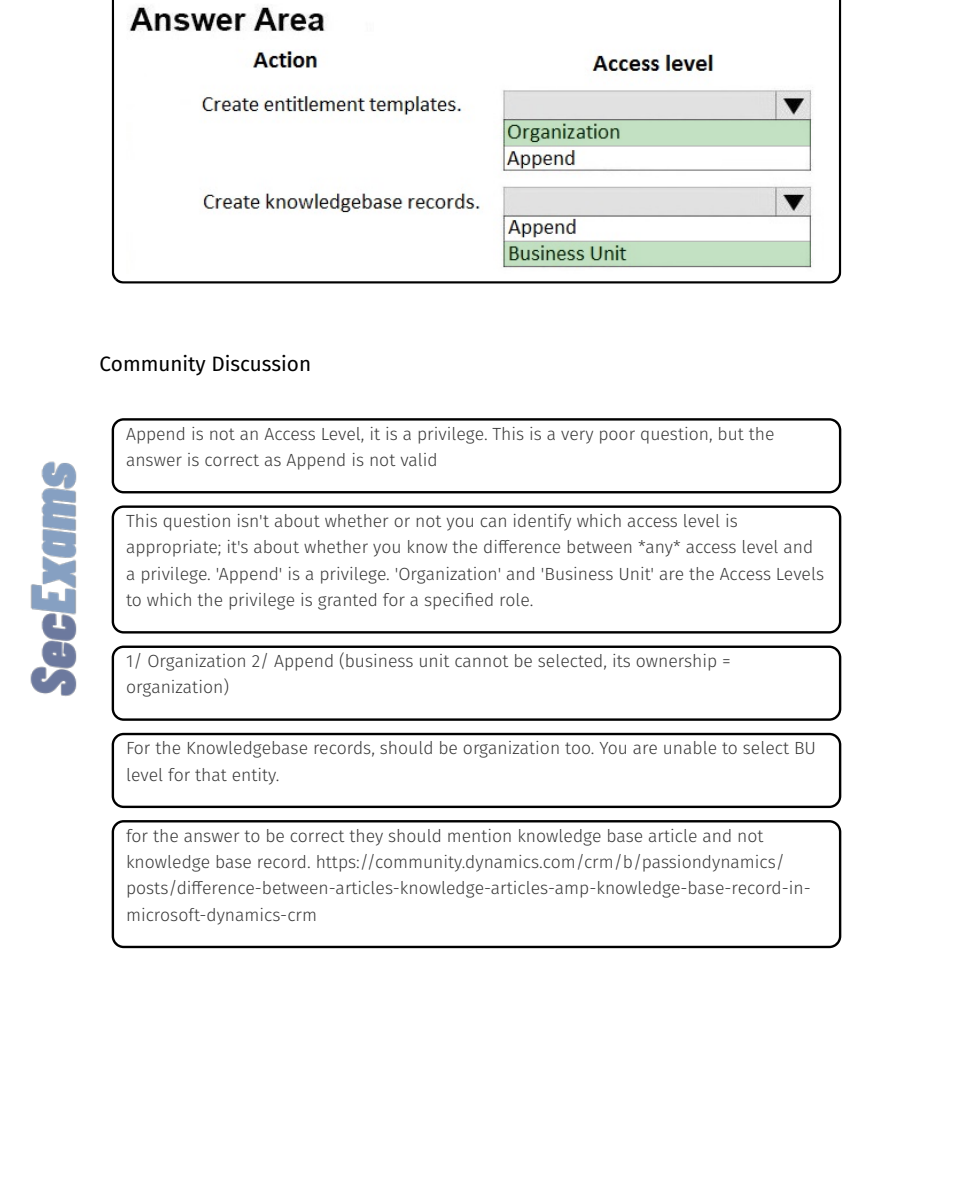 Answer Area
Action
Access level
Create entitlement templates.
Organization
Append
Create knowledgebase records.
Append
Business Unit
Community Discussion
Append is not an Access Level, it is a privilege. This is a very poor question, but the
answer is correct as Append is not valid
This question isn't about whether or not you can identify which access level is
appropriate; it's about whether you know the difference between *any* access level and
a privilege. 'Append' is a privilege. 'Organization' and 'Business Unit' are the Access Levels
to which the privilege is granted for a specified role.
1/ Organization 2/ Append (business unit cannot be selected, its ownership =
organization)
For the Knowledgebase records, should be organization too. You are unable to select BU
level for that entity.
for the answer to be correct they should mention knowledge base article and not
knowledge base record. https://community.dynamics.com/crm/b/passiondynamics/
posts/difference-between-articles-knowledge-articles-amp-knowledge-base-record-in-
microsoft-dynamics-crm
SecExams